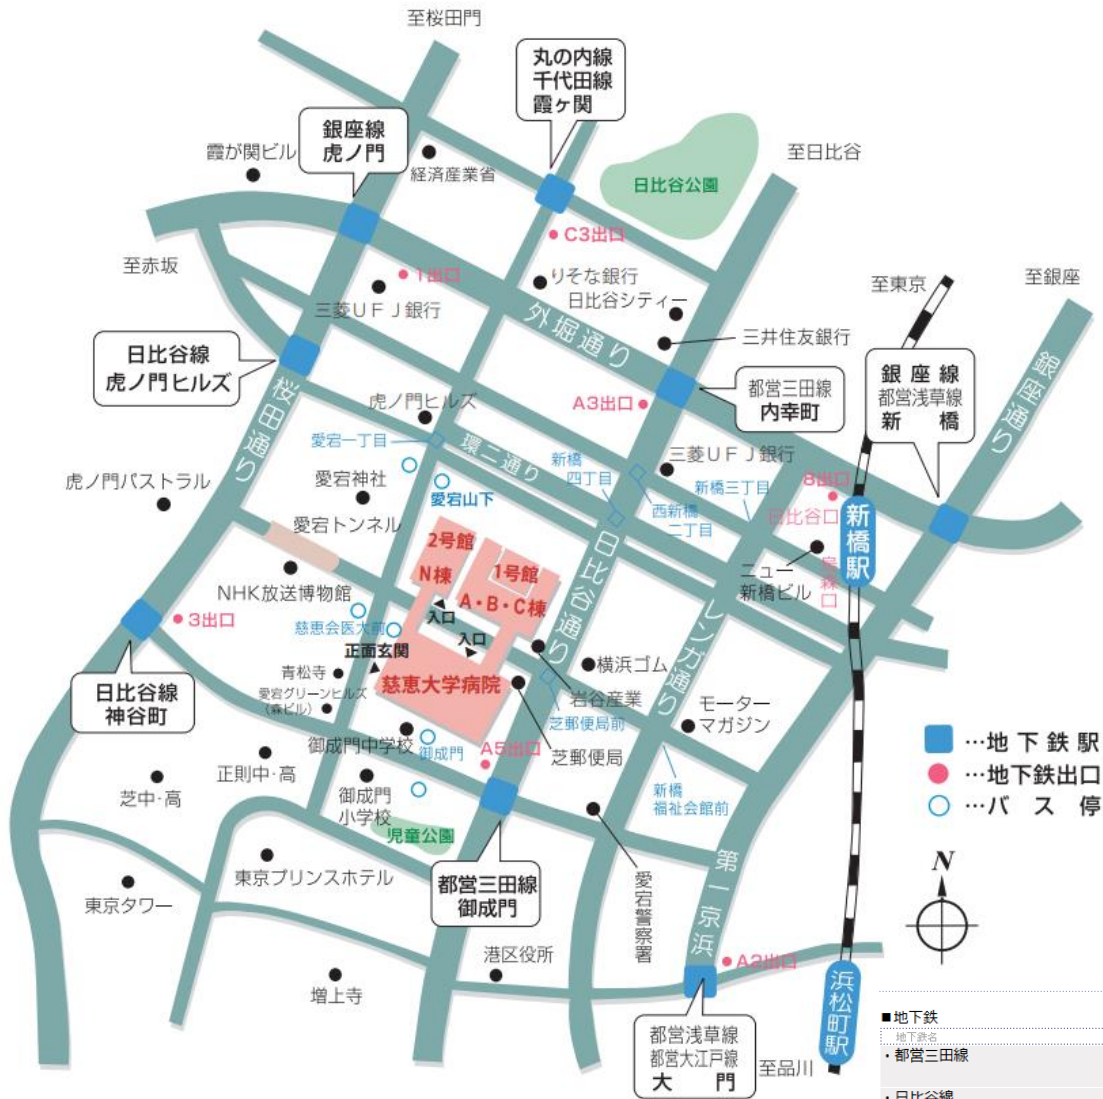 至桜田門
丸の内線
千代田線
霞ヶ関
銀座線
虎ノ門
霞が関ビル
経済産業省
至日比谷
日比谷公園
C3出口
至赤坂
1出口
三菱UFJ銀行
りそな銀行
日比谷シティー
外堀通り
三井住友銀行
至東京
至銀座
日比谷線
虎ノ門ヒルズ
桜田通り
A3出口
都営三田線
内幸町
銀座線
都営浅草線
新橋
銀座通り
虎ノ門ヒルズ
愛宕一丁目
環二通り
新橋
四丁目
三菱UFJ銀行
西新橋
二丁目
新橋三丁目
8出口
日比谷口
新橋駅
烏森口
ニュー
新橋ビル
虎ノ門パストラル
愛宕神社
愛宕山下
愛宕トンネル
2号館
N棟
1号館
A・B・C棟
入口
入口
日比谷通り
レンガ通り
NHK放送博物館
3出口
慈恵会医大前
正面玄関
慈恵大学病院
横浜ゴム
岩谷産業
芝郵便局前
芝郵便局
モーター
マガジン
日比谷線
神谷町
青松寺
愛宕グリーンヒルズ
(森ビル)
御成門中学校
御成門
A5出口
正則中・高
芝中・高
御成門
小学校
児童公園
新橋
福祉会館前
…地下鉄駅
…地下鉄出口
…バス停
N
東京プリンスホテル
東京タワー
都営三田線
御成門
愛宕警察署
第一京浜
港区役所
増上寺
A2出口
浜松町駅
都営浅草線
都営大江戸線
大門
至品川
■地下鉄
地下鉄名
・都営三田線
・日比谷線